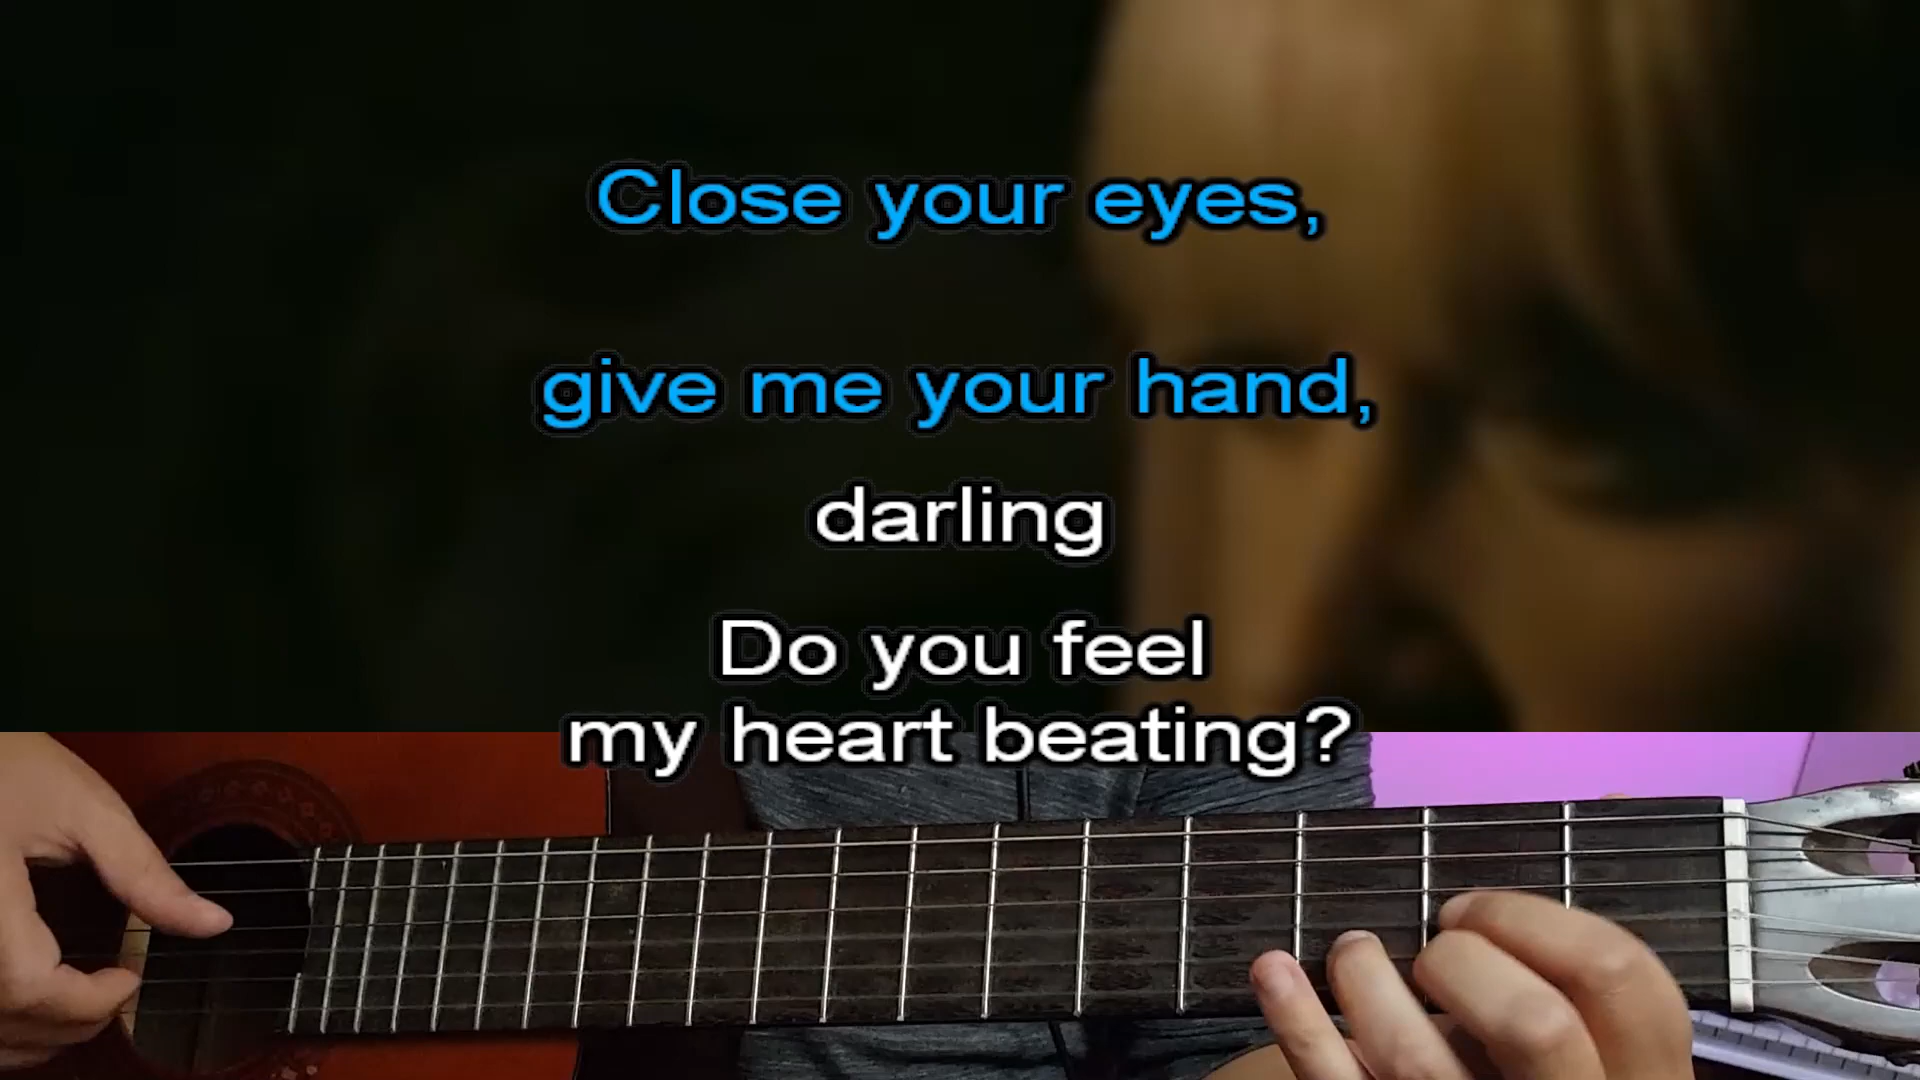 Close your eyes,
give me your hand,
darling
Do you feel
my heart beating?